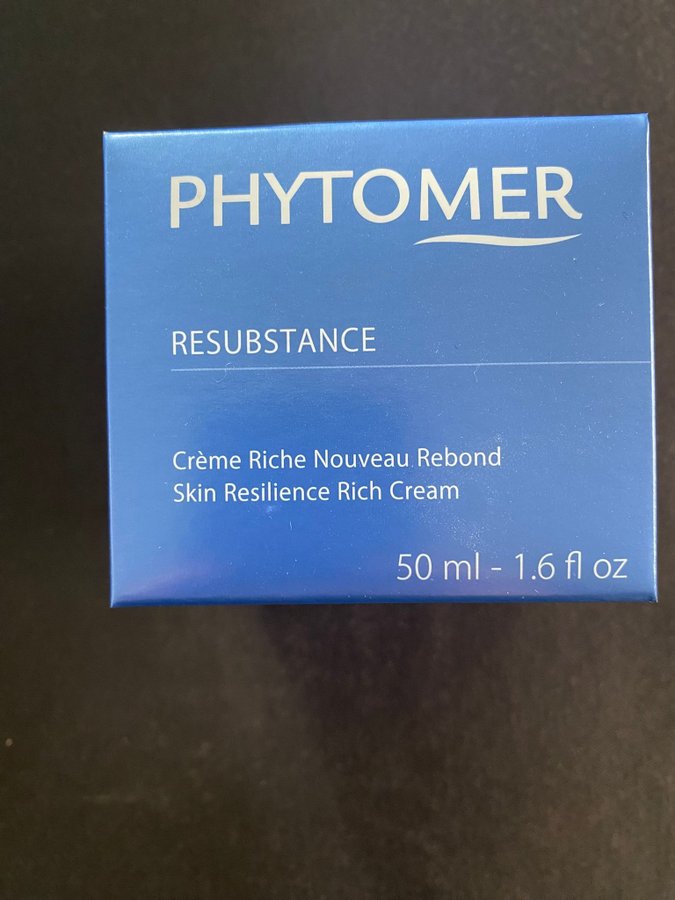 PHYTOMER
RESUBSTANCE
Crème Riche Nouveau Rebond
Skin Resilience Rich Cream
50 ml - 1.6 fl oz